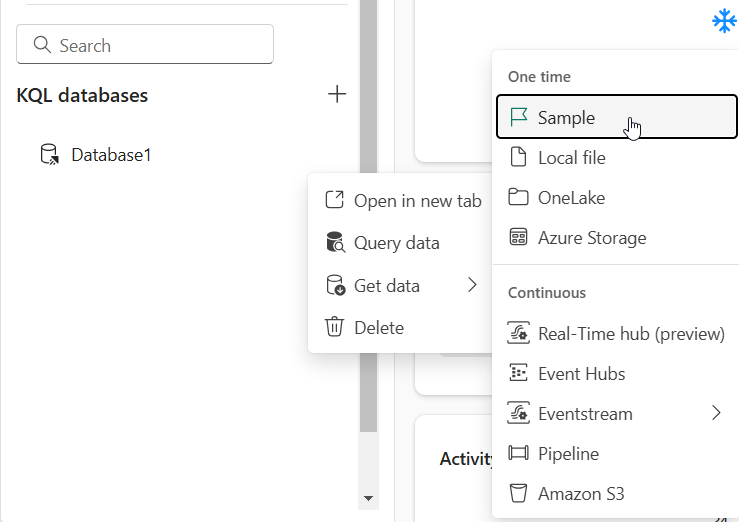 Search
KQL databases
Database1
Open in new tab
Query data
Get data
Delete
One time
Sample
Local file
OneLake
Azure Storage
Continuous
Real-Time hub (preview)
Event Hubs
Eventstream
Pipeline
Amazon S3
Activity